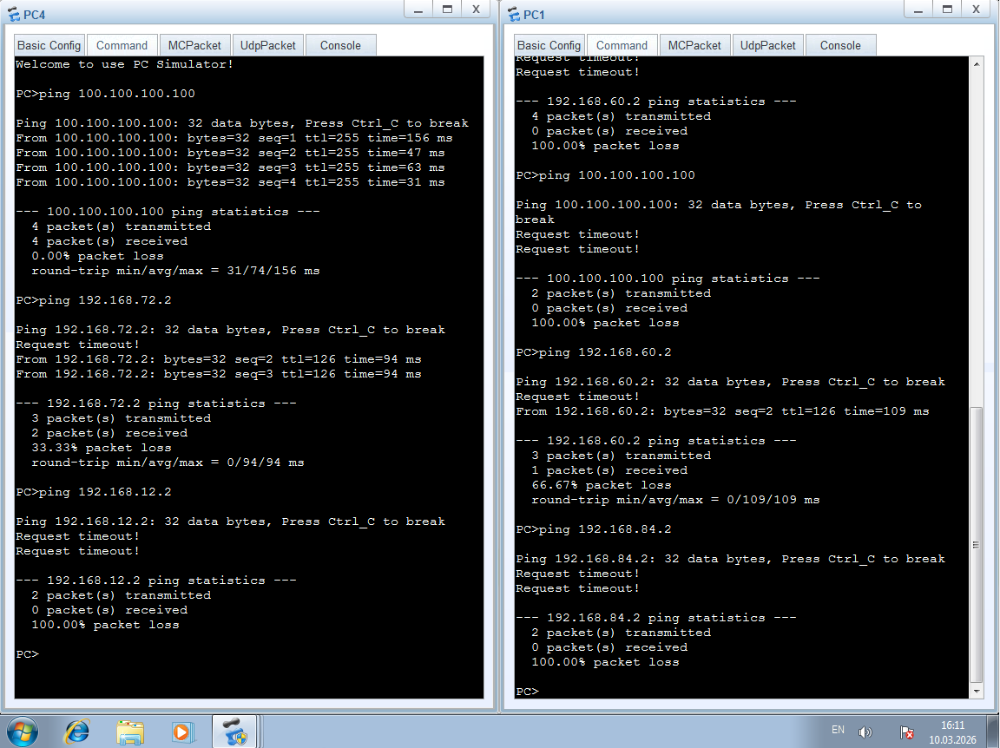 PC4
Basic Config Command MCPacket UdpPacket Console
Welcome to use PC Simulator!
PC>ping 100.100.100.100
Ping 100.100.100.100: 32 data bytes, Press Ctrl_C to break
From 100.100.100.100: bytes=32 seq=1 ttl=255 time=156 ms
From 100.100.100.100: bytes=32 seq=2 ttl=255 time=47 ms
From 100.100.100.100: bytes=32 seq=3 ttl=255 time=63 ms
From 100.100.100.100: bytes=32 seq=4 ttl=255 time=31 ms
--- 100.100.100.100 ping statistics ---
4 packet(s) transmitted
4 packet(s) received
0.00% packet loss
round-trip min/avg/max = 31/74/156 ms
PC>ping 192.168.72.2
Ping 192.168.72.2: 32 data bytes, Press Ctrl_C to break
Request timeout!
From 192.168.72.2: bytes=32 seq=2 ttl=126 time=94 ms
From 192.168.72.2: bytes=32 seq=3 ttl=126 time=94 ms
--- 192.168.72.2 ping statistics ---
3 packet(s) transmitted
2 packet(s) received
33.33% packet loss
round-trip min/avg/max = 0/94/94 ms
PC>ping 192.168.12.2
Ping 192.168.12.2: 32 data bytes, Press Ctrl_C to break
Request timeout!
Request timeout!
--- 192.168.12.2 ping statistics ---
2 packet(s) transmitted
0 packet(s) received
100.00% packet loss
PC>
PC1
Basic Config Command MCPacket UdpPacket Console
Request timeout!
Request timeout!
--- 192.168.60.2 ping statistics ---
4 packet(s) transmitted
0 packet(s) received
100.00% packet loss
PC>ping 100.100.100.100
Ping 100.100.100.100: 32 data bytes, Press Ctrl_C to
break
Request timeout!
Request timeout!
--- 100.100.100.100 ping statistics ---
2 packet(s) transmitted
0 packet(s) received
100.00% packet loss
PC>ping 192.168.60.2
Ping 192.168.60.2: 32 data bytes, Press Ctrl_C to break
Request timeout!
From 192.168.60.2: bytes=32 seq=2 ttl=126 time=109 ms
--- 192.168.60.2 ping statistics ---
3 packet(s) transmitted
1 packet(s) received
66.67% packet loss
round-trip min/avg/max = 0/109/109 ms
PC>ping 192.168.84.2
Ping 192.168.84.2: 32 data bytes, Press Ctrl_C to break
Request timeout!
Request timeout!
--- 192.168.84.2 ping statistics ---
2 packet(s) transmitted
0 packet(s) received
100.00% packet loss
PC>
EN
16:11
10.03.2026